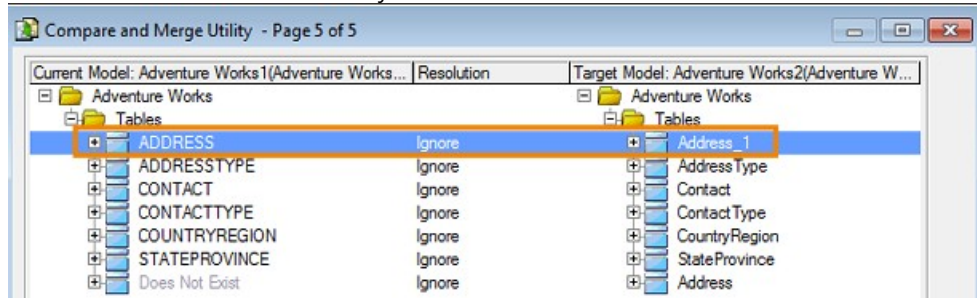 Compare and Merge Utility - Page 5 of 5
Current Model: Adventure Works1(Adventure Works... Resolution Target Model: Adventure Works2(Adventure W...
Adventure Works Adventure Works
Tables Tables
ADDRESS Ignore Address_1
ADDRESSTYPE Ignore AddressType
CONTACT Ignore Contact
CONTACTTYPE Ignore ContactType
COUNTRYREGION Ignore CountryRegion
STATEPROVINCE Ignore StateProvince
Does Not Exist Ignore Address